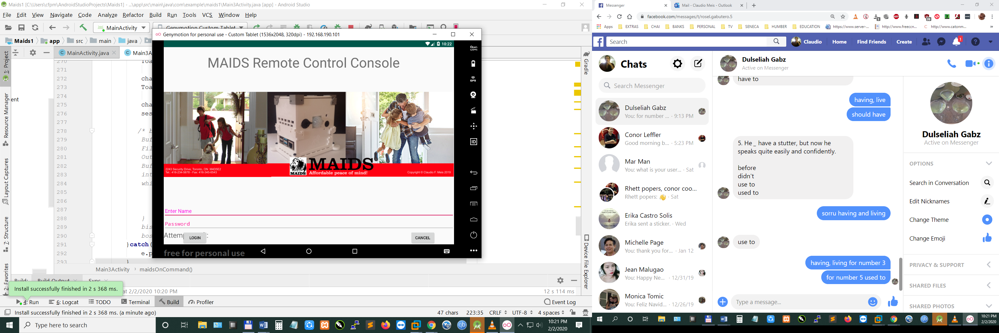 Maids1 [C:\Users\cfpm\AndroidStudioProjects\Maids1] - ...\app\src\main\java\com\example\maids1\Main3Activity.java [app] - Android Studio
File Edit View Navigate Code Analyze Refactor Build Run Tools VCS Window Help
MainActivity
Genymotion Custom Tablet
Maids1 app src main java
MainActivity.java
Main3A
1: Project
Resource Manager
Layout Captures
7: Structure
2: Favorites
ent
270
271
272 cha
273 Toa
274
275 cha
276 ses
277
278 /* b
279 Buf
280 Fil
281 Out
282 Buf
283 int
284 whi
285
286
287
288 }
289 bis
290 bos
291 }catch(
292 e.p
293 }
Main3Activity › maidsOnCommand()
Gradle
Device File Explorer
Genymotion for personal use - Custom Tablet (1536x2048, 320dpi) - 192.168.190.101
10:22
MAIDS Remote Control Console
2243 Security Drive, Toronto, ON M4D5E2
Tel.: 416-234-5678 - Fax: 416-345-6543
MAIDS
MAIDS
Affordable peace of mind!
Copyright © Claudio F. Meis 2019
Enter Name
Password
Attemp
LOGIN
CANCEL
free for personal use
Open
GAPPS
GPS
ID
Build: Build Output Sync
Install successfully finished in 2 s 368 ms.
at 2/2/2020 10:20 PM
12 s 114 ms
4: Run 6: Logcat TODO Terminal Build Profiler Event Log
Install successfully finished in 2 s 368 ms. (a minute ago)
47 chars 223:35 CRLF UTF-8 4 spaces
Type here to search
10:21 PM
2/2/2020
Messenger
Mail - Claudio Meis - Outlook
facebook.com/messages/t/rosel.gabutero.5
Apps EXTRAS CHAI BANKS PERSONAL TV SENECA HUMBER EDUCATION https://www.server-... http://www.freeccn... http://www.catonm...
Search
Claudio Home Find Friends Create
1
Chats
Search Messenger
Dulseliah Gabz
You: for number ... · 9:13 PM
Conor Leffler
Good morning b... · 5:23 PM
Mar Man
You: what is your user... · Sat
Rhett popers, conor coo...
Rhett popers: 👋 · Sat
Erika Castro Solis
Erika sent a sticker. · Wed
Michelle Page
You: thank you for... · Jan 12
Jean Malugao
You: Happy Ne... · 12/31/19
Monica Tomic
You: Feliz Navid... · 12/26/19
Dulseliah Gabz
Active on Messenger
have to
having, live
should have
5. He _ have a stutter, but now he
speaks quite easily and confidently.
before
didn't
use to
used to
sorru having and living
use to
having, living for number 3
for number 5 used to
Type a message...
Dulseliah Gabz
Active on Messenger
OPTIONS
Search in Conversation
Edit Nicknames
Change Theme
Change Emoji
PRIVACY & SUPPORT
SHARED FILES
SHARED PHOTOS
10:21 PM
2/2/2020